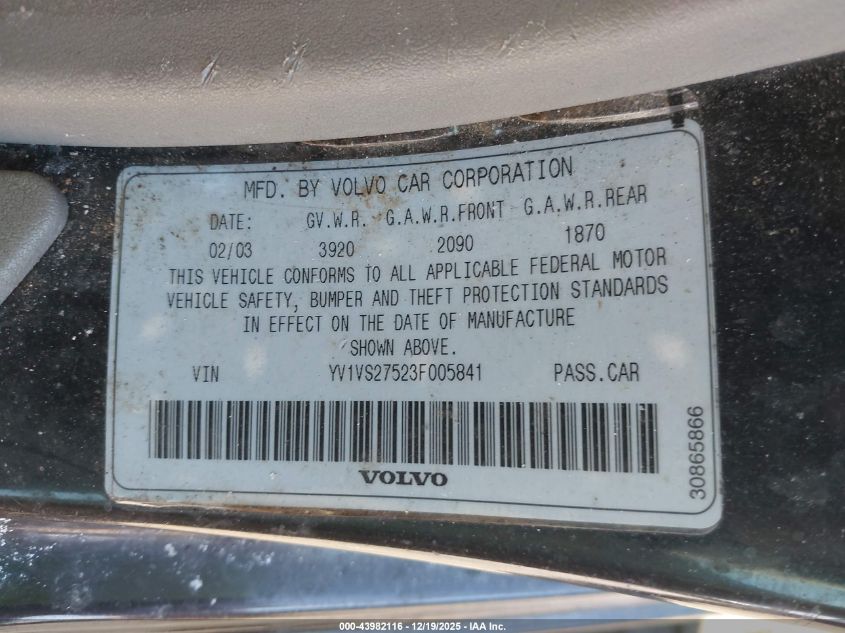 MFD. BY VOLVO CAR CORPORATION
DATE: GV.W.R. G.A.W.R.FRONT G.A.W.R.REAR
02/03 3920 2090 1870
THIS VEHICLE CONFORMS TO ALL APPLICABLE FEDERAL MOTOR
VEHICLE SAFETY, BUMPER AND THEFT PROTECTION STANDARDS
IN EFFECT ON THE DATE OF MANUFACTURE
SHOWN ABOVE.
VIN YV1VS27523F005841 PASS.CAR
VOLVO
30865866
000-43982116 - 12/19/2025 - IAA Inc.